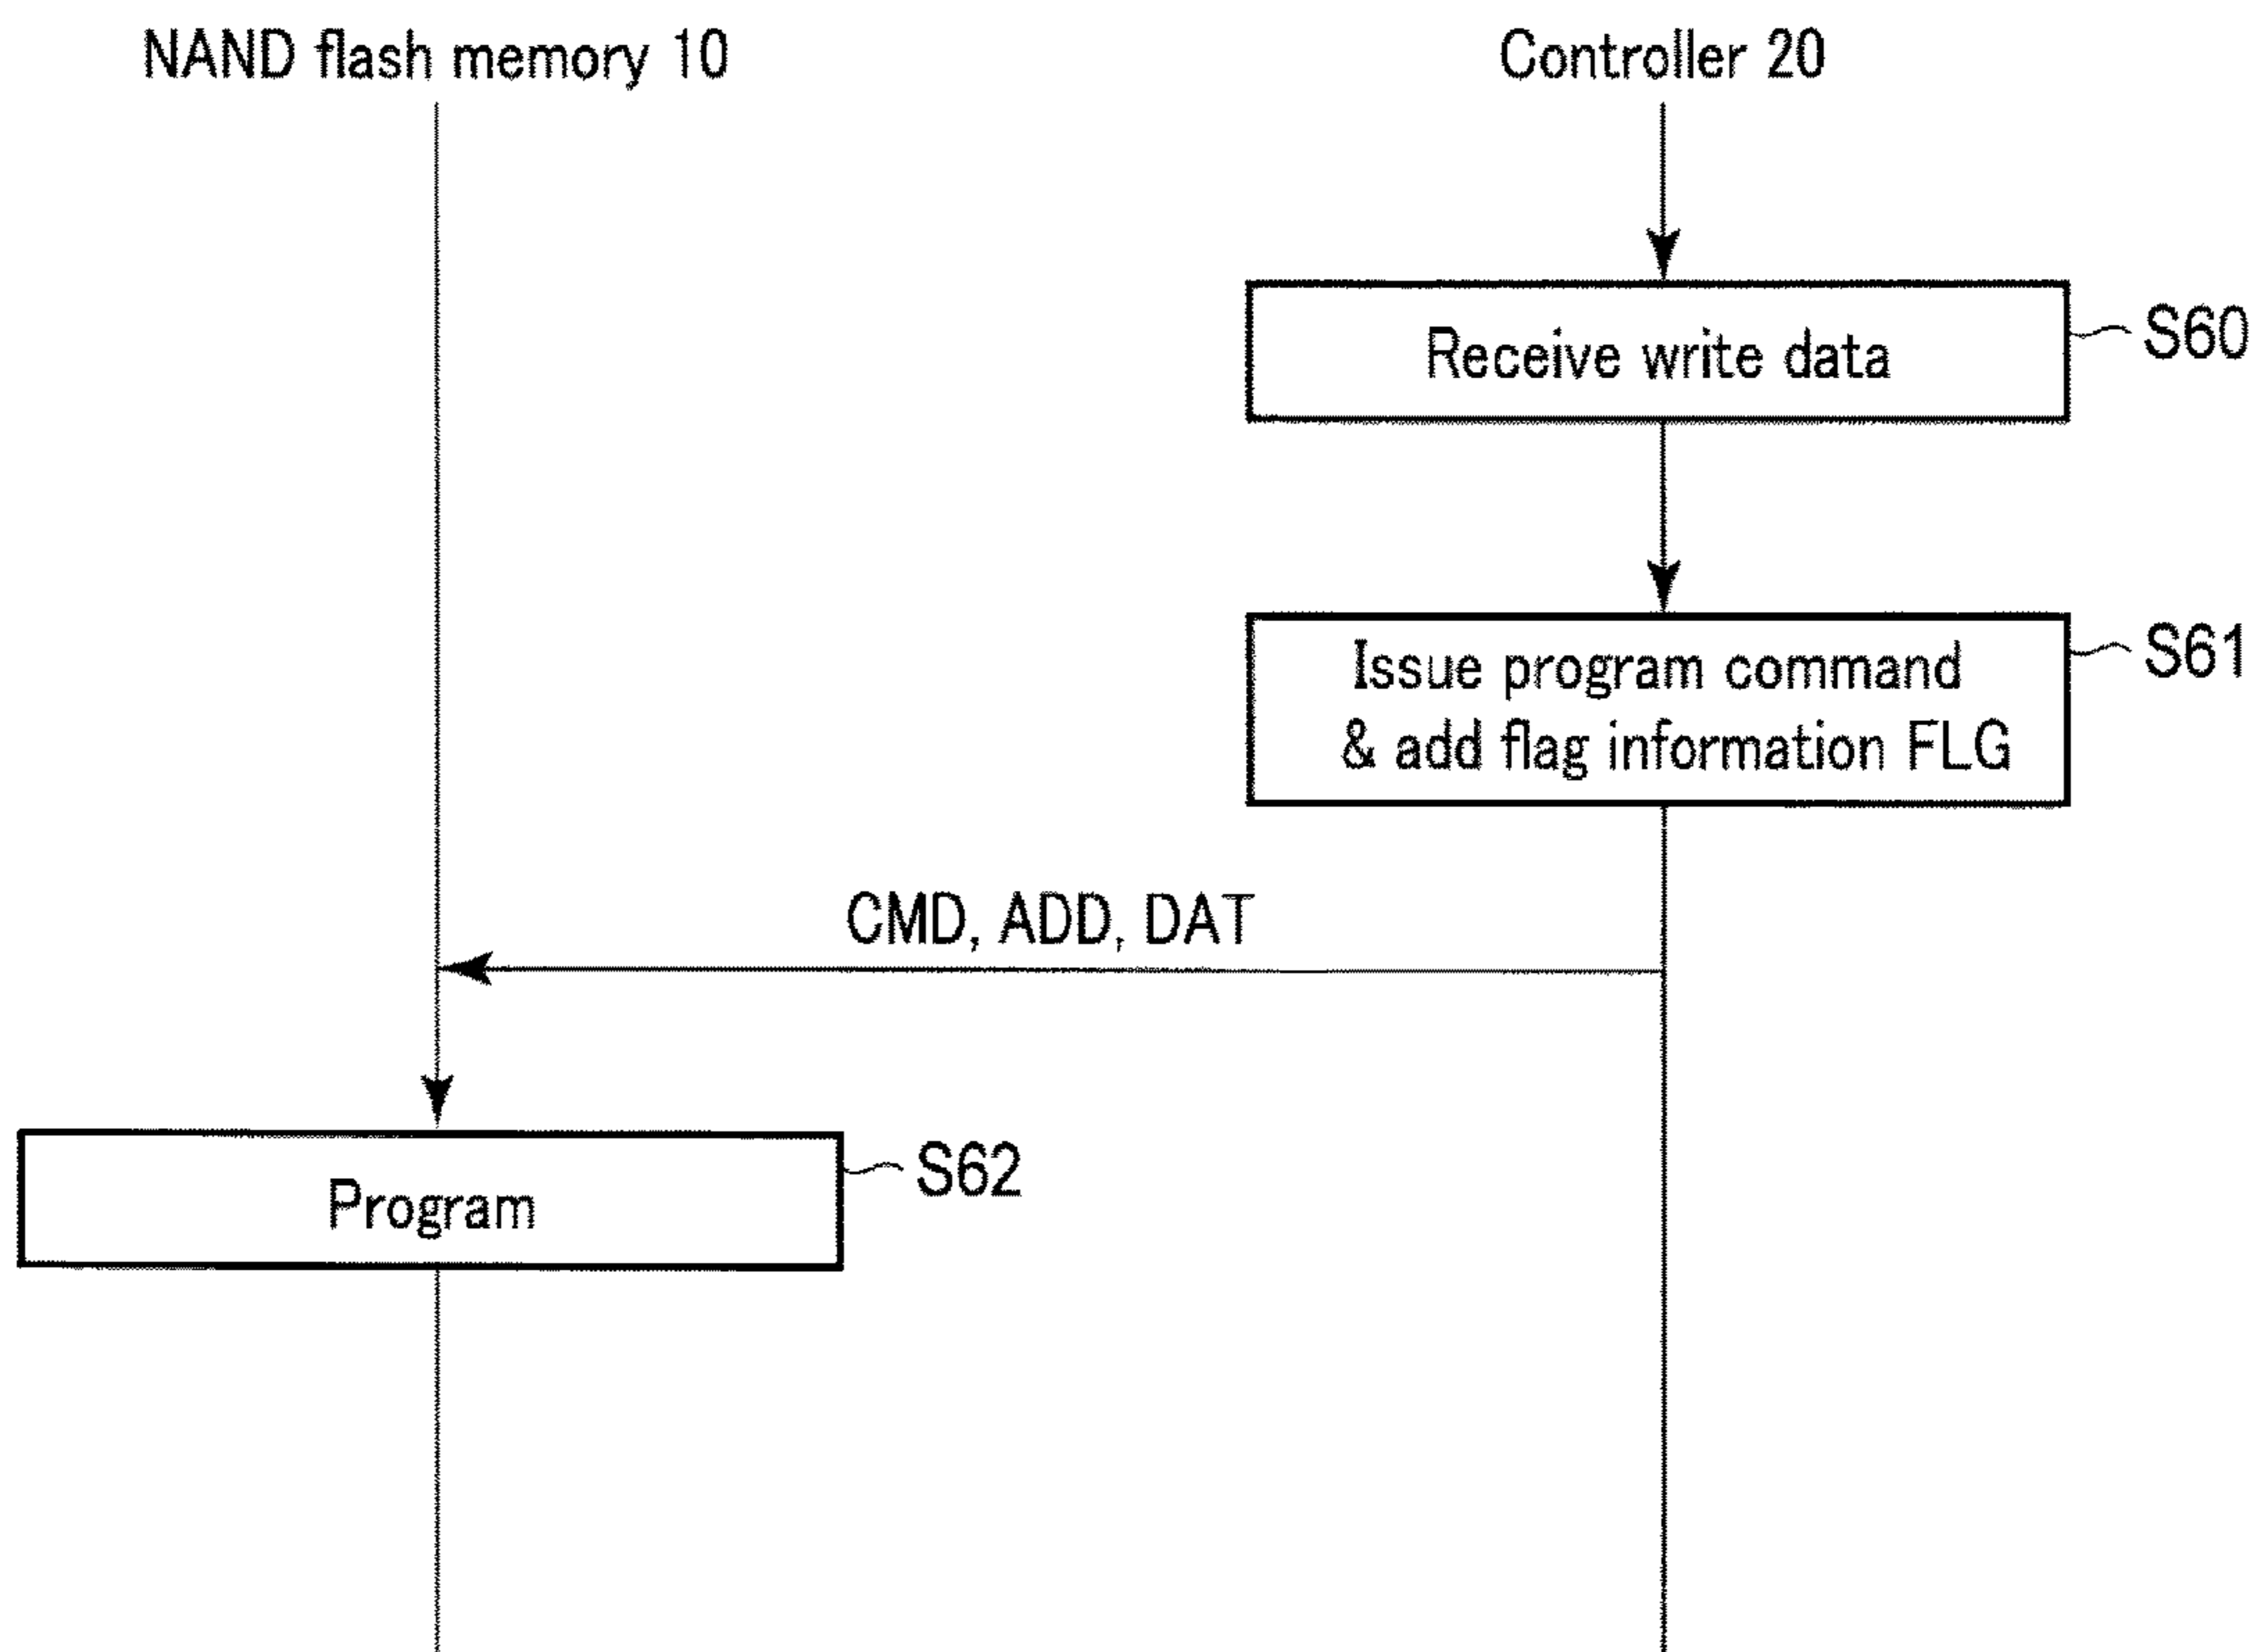 NAND flash memory 10
Controller 20
Receive write data
S60
Issue program command
& add flag information FLG
S61
CMD, ADD, DAT
Program
S62